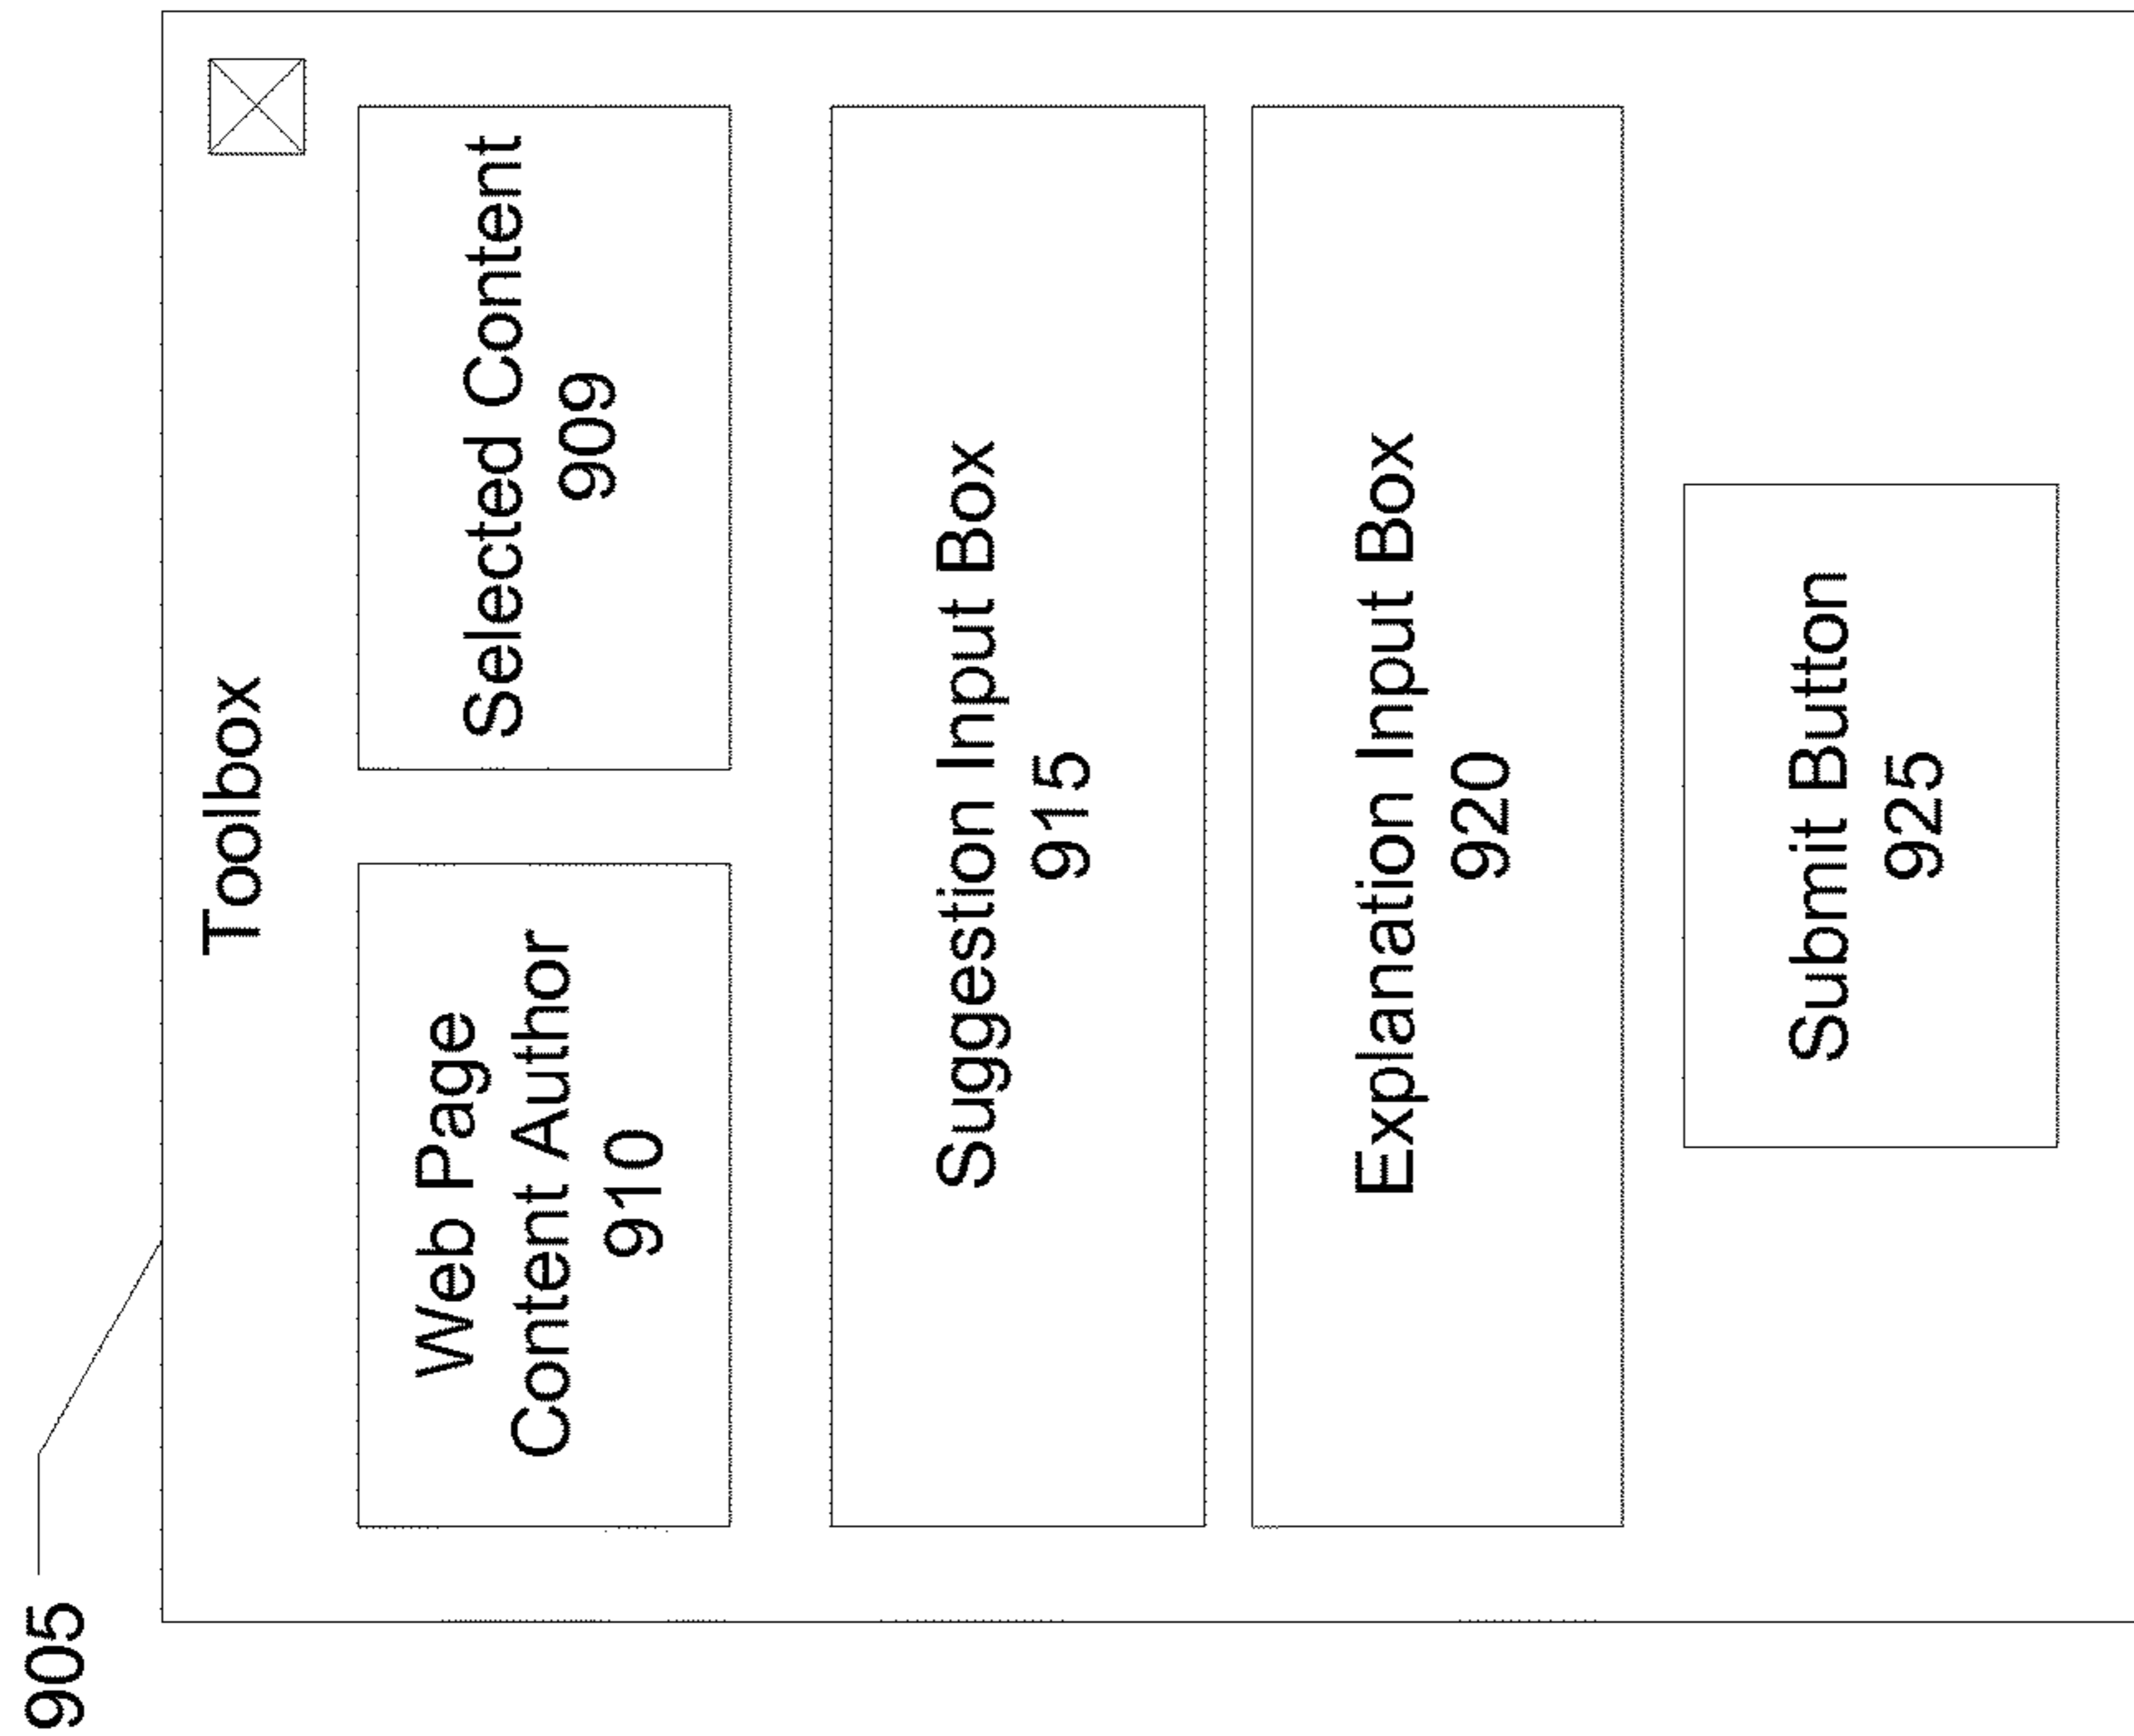 905
Toolbox
Web Page
Content Author
910
Selected Content
909
Suggestion Input Box
915
Explanation Input Box
920
Submit Button
925